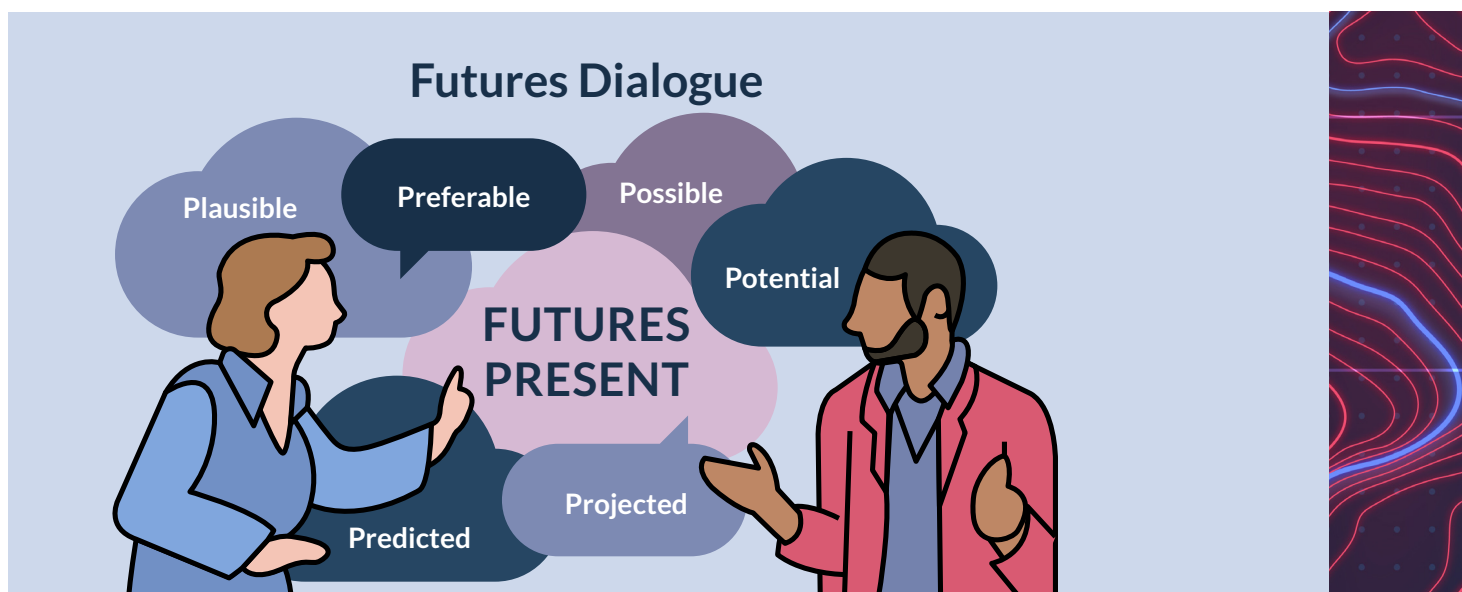 Futures Dialogue
Plausible
Preferable
Possible
Potential
FUTURES
PRESENT
Projected
Predicted